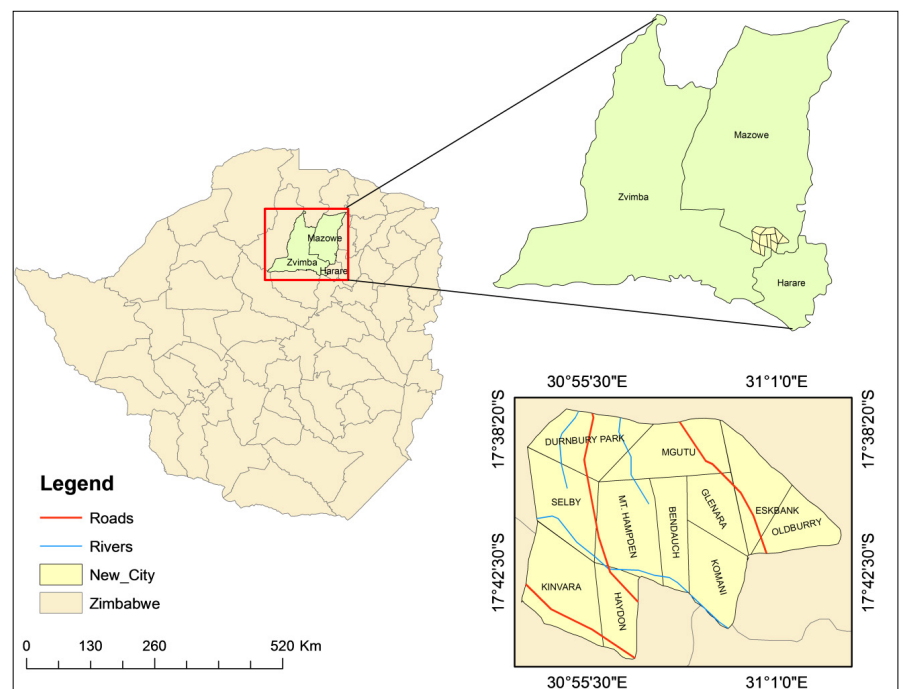 Mazowe
Zvimba
Harare
Mazowe
Zvimba
Harare
Legend
Roads
Rivers
New_City
Zimbabwe
0 130 260 520 Km
30°55'30"E 31°1'0"E
17°38'20"S
17°38'20"S
DURNBURY PARK
MGUTU
SELBY
MT. HAMPDEN
BENDAUCH
GLENARA
ESKBANK
OLDBURRY
KOMANI
KINVARA
HAYDON
17°42'30"S
17°42'30"S
30°55'30"E 31°1'0"E